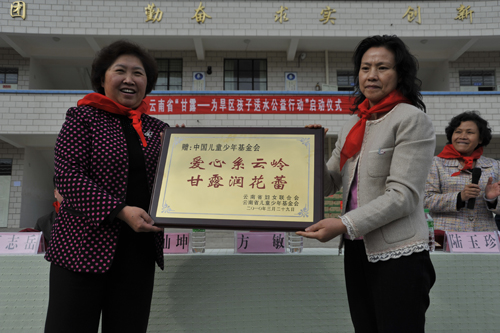 团 勤奋 求实 创新
云南省“甘露——为旱区孩子送水公益行动”启动仪式
赠：中国儿童少年基金会
爱心系云岭
甘露润花蕾
云南省妇女联合会
云南省儿童少年基金会
二〇一〇年三月二十九日
坤
方敏
陆玉珍